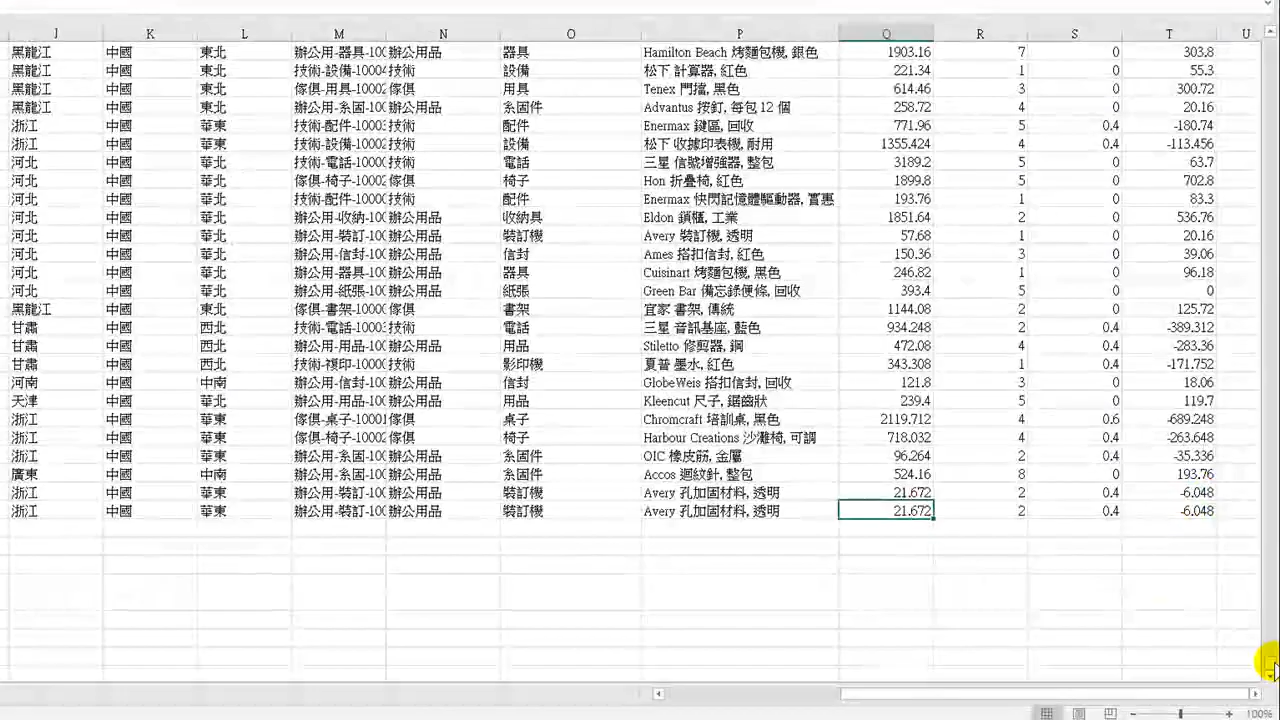 J K L M N O P Q R S T U
黑龍江 中國 東北 辦公用-器具-100 辦公用品 器具 Hamilton Beach 烤麵包機, 銀色 1903.16 7 0 303.8
黑龍江 中國 東北 技術-設備-10004 技術 設備 松下 計算器, 紅色 221.34 1 0 55.3
黑龍江 中國 東北 傢俱-用具-10002 傢俱 用具 Tenex 門擋, 黑色 614.46 3 0 300.72
黑龍江 中國 東北 辦公用-系固-100 辦公用品 系固件 Advantus 按釘, 每包 12 個 258.72 4 0 20.16
浙江 中國 華東 技術-配件-1000 技術 配件 Enermax 鍵區, 回收 771.96 5 0.4 -180.74
浙江 中國 華東 技術-設備-1000 技術 設備 松下 收據印表機, 耐用 1355.424 4 0.4 -113.456
河北 中國 華北 技術-電話-10002 技術 電話 三星 信號增強器, 整包 3189.2 5 0 63.7
河北 中國 華北 傢俱-椅子-10002 傢俱 椅子 Hon 折疊椅, 紅色 1899.8 5 0 702.8
河北 中國 華北 技術-配件-1000 技術 配件 Enermax 快閃記憶體驅動器, 實惠 193.76 1 0 83.3
河北 中國 華北 辦公用-收納-100 辦公用品 收納具 Eldon 鎖櫃, 工業 1851.64 2 0 536.76
河北 中國 華北 辦公用-裝訂-100 辦公用品 裝訂機 Avery 裝訂機, 透明 57.68 1 0 20.16
河北 中國 華北 辦公用-信封-100 辦公用品 信封 Ames 搭扣信封, 紅色 150.36 3 0 39.06
河北 中國 華北 辦公用-器具-100 辦公用品 器具 Cuisinart 烤麵包機, 黑色 246.82 1 0 96.18
河北 中國 華北 辦公用-紙張-100 辦公用品 紙張 Green Bar 備忘錄便條, 回收 393.4 5 0 0
黑龍江 中國 東北 傢俱-書架-1000 傢俱 書架 宜家 書架, 傳統 1144.08 2 0 125.72
甘肅 中國 西北 技術-電話-1000 技術 電話 三星 音訊基座, 藍色 934.248 2 0.4 -389.312
甘肅 中國 西北 辦公用-用品-100 辦公用品 用品 Stiletto 修剪器, 鋼 472.08 4 0.4 -283.36
甘肅 中國 西北 技術-複印-1000 技術 影印機 夏普 墨水, 紅色 343.308 1 0.4 -171.752
河南 中國 中南 辦公用-信封-100 辦公用品 信封 GlobeWeis 搭扣信封, 回收 121.8 3 0 18.06
天津 中國 華北 辦公用-用品-100 辦公用品 用品 Kleencut 尺子, 鋸齒狀 239.4 5 0 119.7
浙江 中國 華東 傢俱-桌子-10001 傢俱 桌子 Chromcraft 培訓桌, 黑色 2119.712 4 0.6 -689.248
浙江 中國 華東 傢俱-椅子-10002 傢俱 椅子 Harbour Creations 沙灘椅, 可調 718.032 4 0.4 -263.648
浙江 中國 華東 辦公用-系固-100 辦公用品 系固件 OIC 橡皮筋, 金屬 96.264 2 0.4 -35.336
廣東 中國 中南 辦公用-系固-100 辦公用品 系固件 Accos 迴紋針, 整包 524.16 8 0 193.76
浙江 中國 華東 辦公用-裝訂-100 辦公用品 裝訂機 Avery 孔加固材料, 透明 21.672 2 0.4 -6.048
浙江 中國 華東 辦公用-裝訂-100 辦公用品 裝訂機 Avery 孔加固材料, 透明 21.672 2 0.4 -6.048
100%